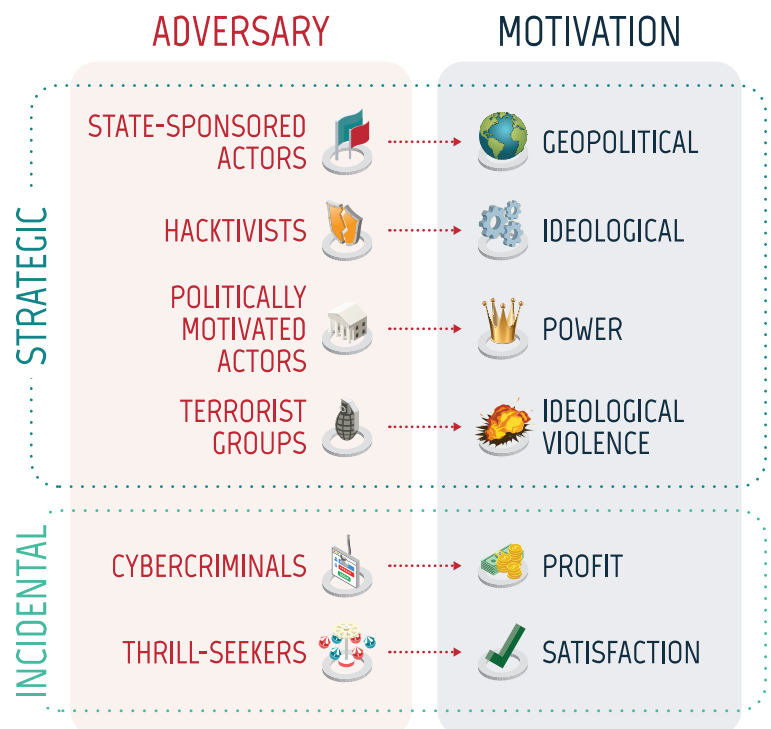 ADVERSARY
MOTIVATION
STRATEGIC
STATE-SPONSORED
ACTORS
GEOPOLITICAL
HACKTIVISTS
IDEOLOGICAL
POLITICALLY
MOTIVATED
ACTORS
POWER
TERRORIST
GROUPS
IDEOLOGICAL
VIOLENCE
INCIDENTAL
CYBERCRIMINALS
PROFIT
THRILL-SEEKERS
SATISFACTION